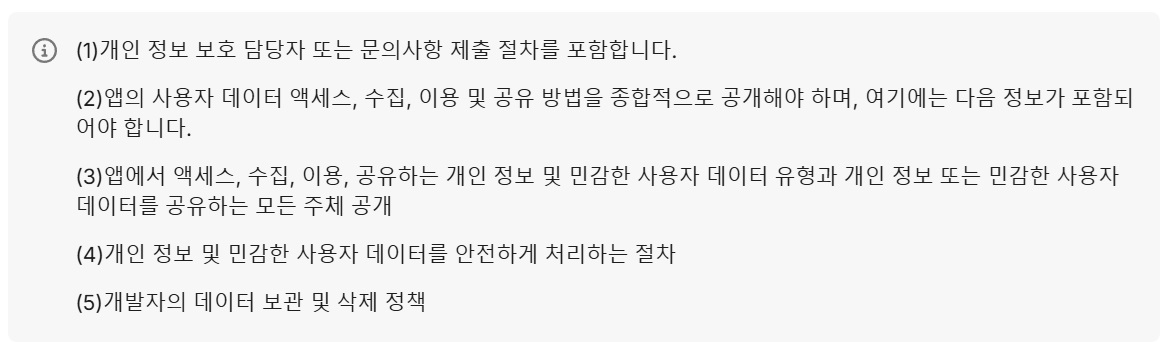 (1)개인 정보 보호 담당자 또는 문의사항 제출 절차를 포함합니다.
(2)앱의 사용자 데이터 액세스, 수집, 이용 및 공유 방법을 종합적으로 공개해야 하며, 여기에는 다음 정보가 포함되
어야 합니다.
(3)앱에서 액세스, 수집, 이용, 공유하는 개인 정보 및 민감한 사용자 데이터 유형과 개인 정보 또는 민감한 사용자
데이터를 공유하는 모든 주체 공개
(4)개인 정보 및 민감한 사용자 데이터를 안전하게 처리하는 절차
(5)개발자의 데이터 보관 및 삭제 정책